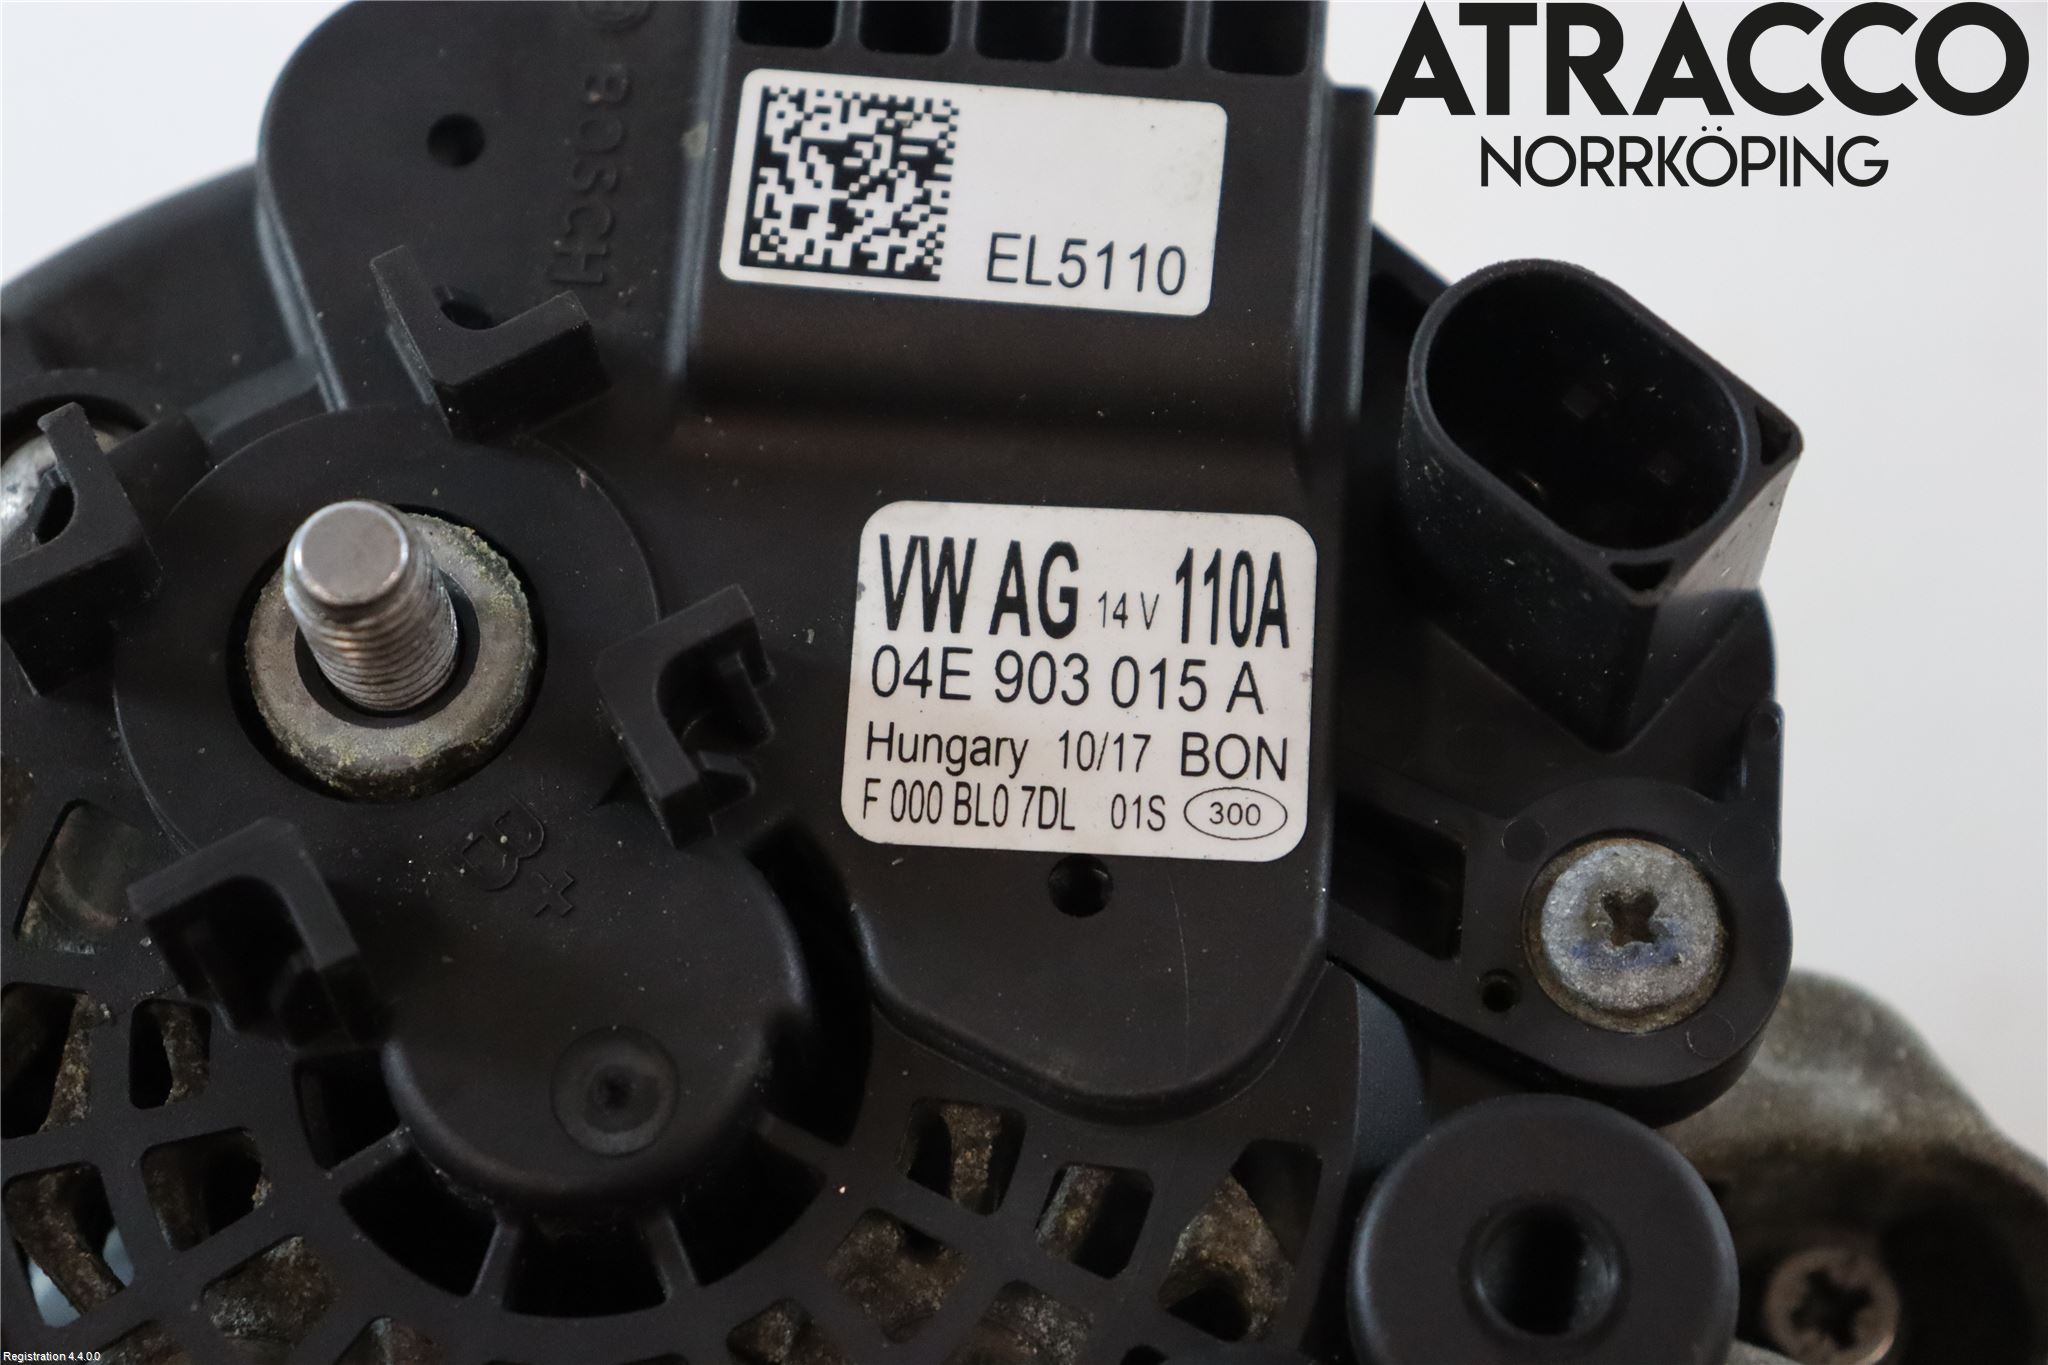 ATRACCO
NORRKÖPING
BOSCH
EL5110
VW AG 14 V 110A
04E 903 015 A
Hungary 10/17 BON
F 000 BL0 7DL 01S 300
B+
Registration 4.4.0.0